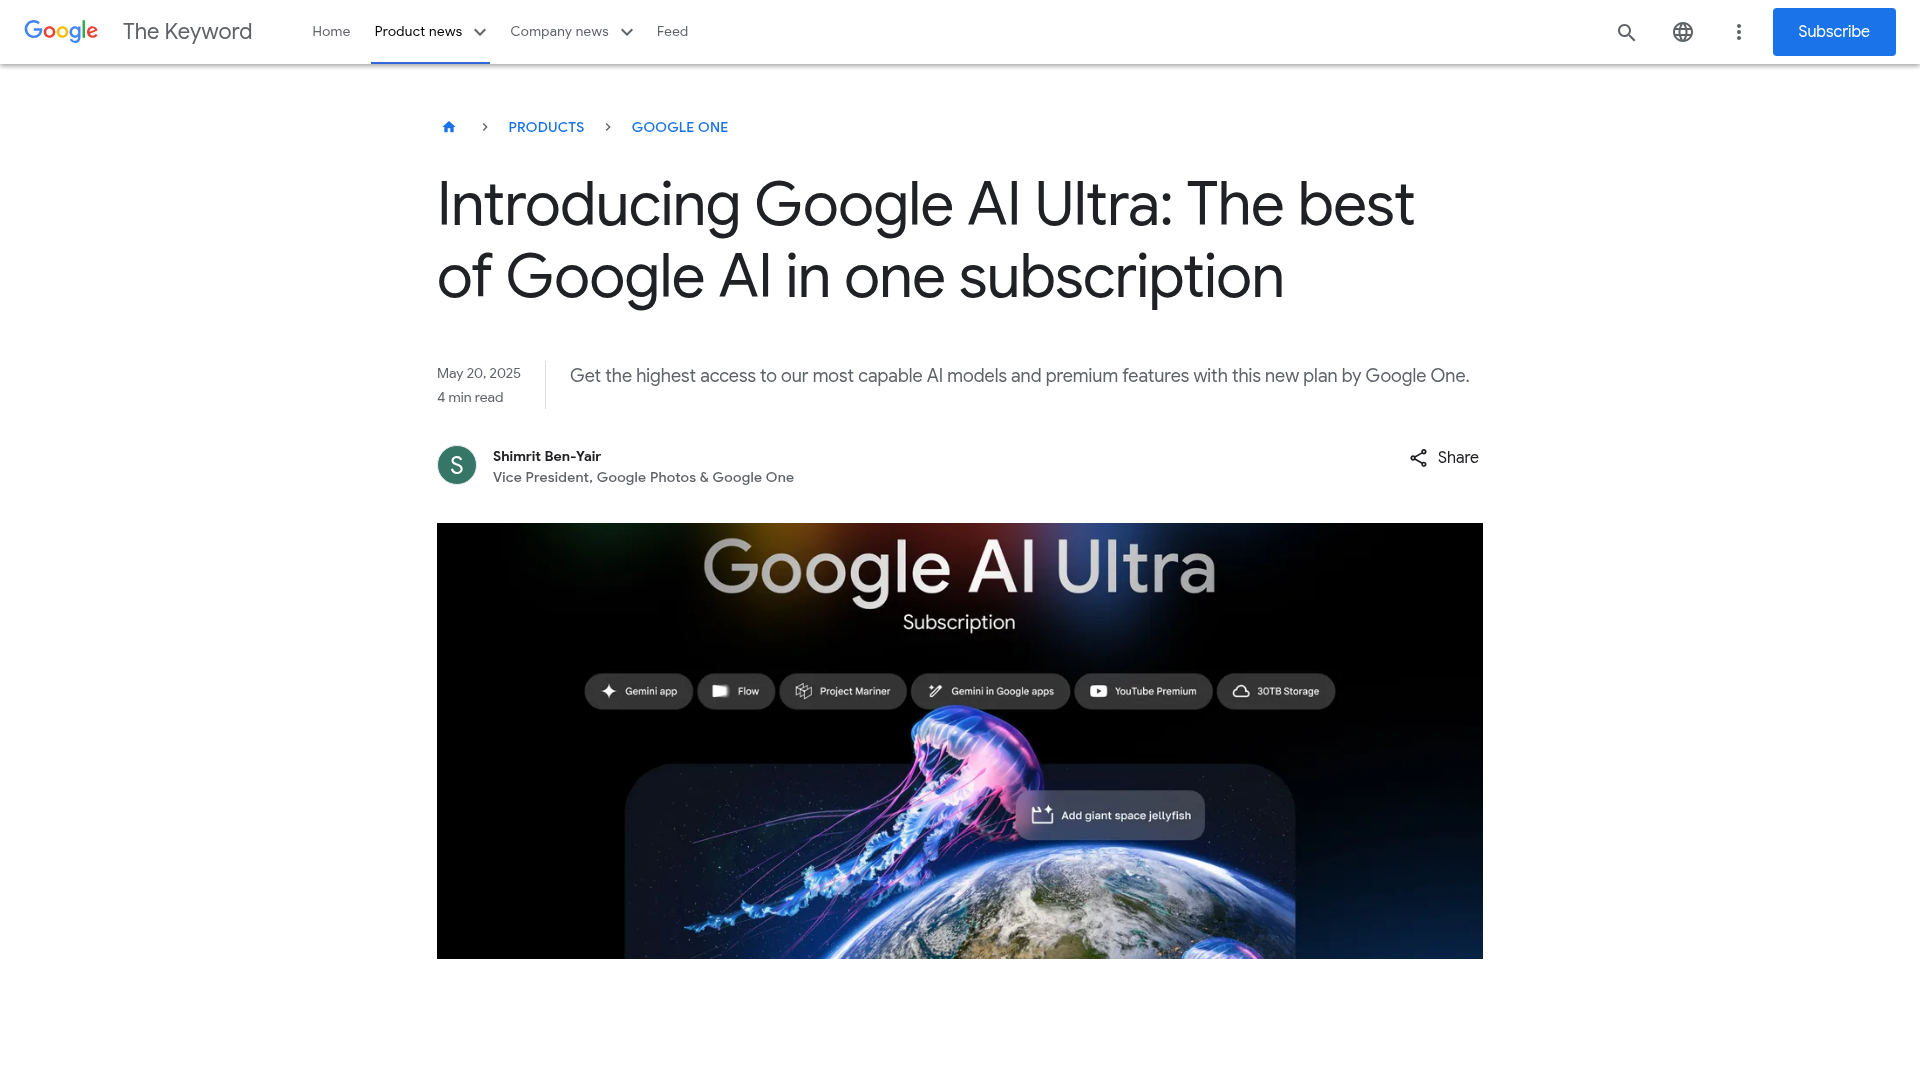 Google The Keyword Home Product news Company news Feed Subscribe
PRODUCTS GOOGLE ONE
Introducing Google AI Ultra: The best
of Google AI in one subscription
May 20, 2025
4 min read
Get the highest access to our most capable AI models and premium features with this new plan by Google One.
S
Shimrit Ben-Yair
Vice President, Google Photos & Google One
Share
Google AI Ultra
Subscription
Gemini app Flow Project Mariner Gemini in Google apps YouTube Premium 30TB Storage
Add giant space jellyfish